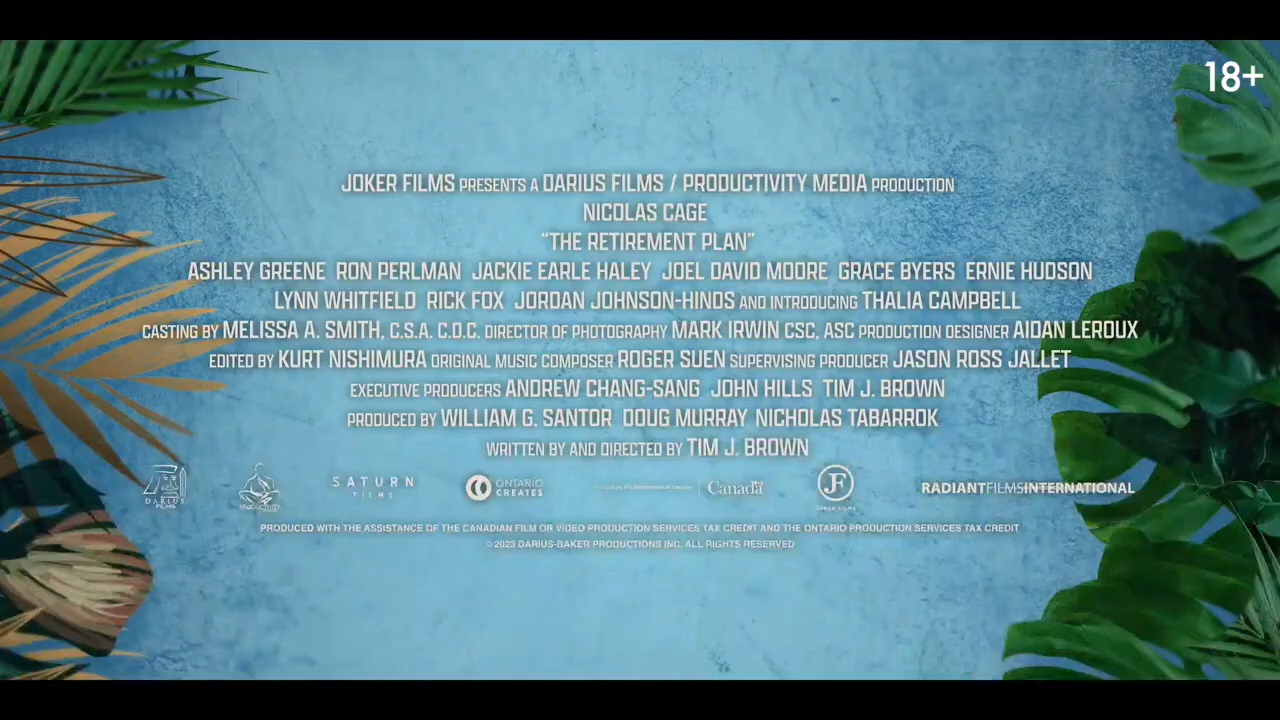 18+
JOKER FILMS PRESENTS A DARIUS FILMS / PRODUCTIVITY MEDIA PRODUCTION
NICOLAS CAGE
“THE RETIREMENT PLAN”
ASHLEY GREENE RON PERLMAN JACKIE EARLE HALEY JOEL DAVID MOORE GRACE BYERS ERNIE HUDSON
LYNN WHITFIELD RICK FOX JORDAN JOHNSON-HINDS AND INTRODUCING THALIA CAMPBELL
CASTING BY MELISSA A. SMITH, C.S.A. C.D.C. DIRECTOR OF PHOTOGRAPHY MARK IRWIN CSC, ASC PRODUCTION DESIGNER AIDAN LEROUX
EDITED BY KURT NISHIMURA ORIGINAL MUSIC COMPOSER ROGER SUEN SUPERVISING PRODUCER JASON ROSS JALLET
EXECUTIVE PRODUCERS ANDREW CHANG-SANG JOHN HILLS TIM J. BROWN
PRODUCED BY WILLIAM G. SANTOR DOUG MURRAY NICHOLAS TABARROK
WRITTEN BY AND DIRECTED BY TIM J. BROWN
DARIUS FILMS
PRODUCTIVITY
SATURN FILMS
ONTARIO CREATES
Canada
JF JOKER FILMS
RADIANTFILMSINTERNATIONAL
PRODUCED WITH THE ASSISTANCE OF THE CANADIAN FILM OR VIDEO PRODUCTION SERVICES TAX CREDIT AND THE ONTARIO PRODUCTION SERVICES TAX CREDIT
©2023 DARIUS-BAKER PRODUCTIONS INC. ALL RIGHTS RESERVED